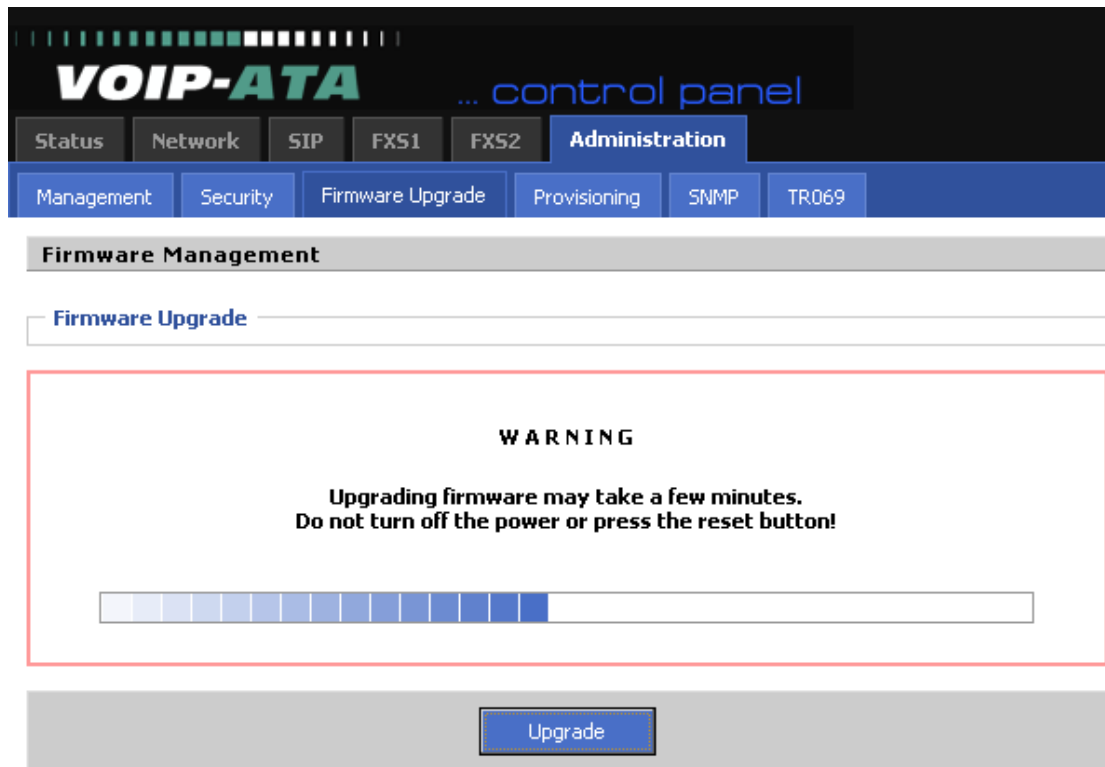 VOIP-ATA
... control panel
Status Network SIP FXS1 FXS2 Administration
Management Security Firmware Upgrade Provisioning SNMP TR069
Firmware Management
Firmware Upgrade
WARNING
Upgrading firmware may take a few minutes.
Do not turn off the power or press the reset button!
Upgrade